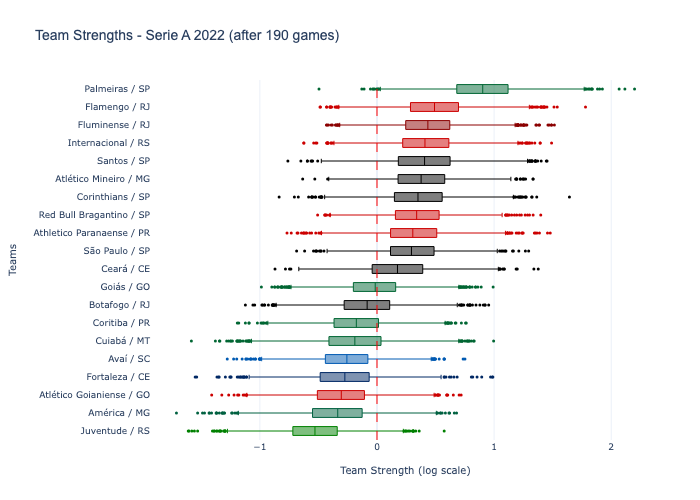 Team Strengths - Serie A 2022 (after 190 games)
Palmeiras / SP
Flamengo / RJ
Fluminense / RJ
Internacional / RS
Santos / SP
Atlético Mineiro / MG
Corinthians / SP
Red Bull Bragantino / SP
Athletico Paranaense / PR
São Paulo / SP
Ceará / CE
Goiás / GO
Botafogo / RJ
Coritiba / PR
Cuiabá / MT
Avaí / SC
Fortaleza / CE
Atlético Goianiense / GO
América / MG
Juventude / RS
Teams
−1 0 1 2
Team Strength (log scale)